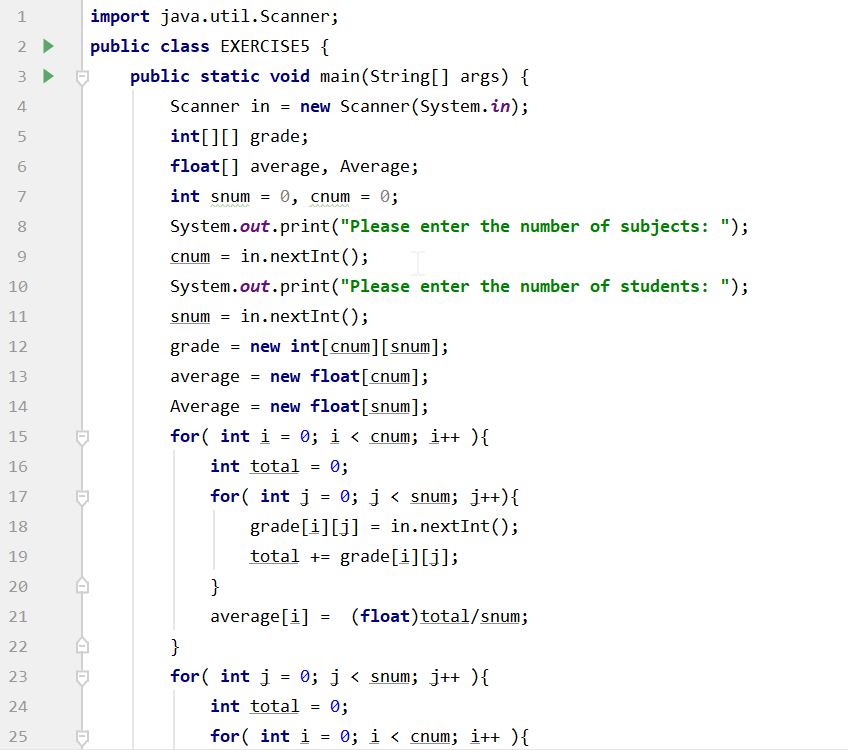 1 import java.util.Scanner;
2 public class EXERCISE5 {
3 public static void main(String[] args) {
4 Scanner in = new Scanner(System.in);
5 int[][] grade;
6 float[] average, Average;
7 int snum = 0, cnum = 0;
8 System.out.print("Please enter the number of subjects: ");
9 cnum = in.nextInt();
10 System.out.print("Please enter the number of students: ");
11 snum = in.nextInt();
12 grade = new int[cnum][snum];
13 average = new float[cnum];
14 Average = new float[snum];
15 for( int i = 0; i < cnum; i++ ){
16 int total = 0;
17 for( int j = 0; j < snum; j++){
18 grade[i][j] = in.nextInt();
19 total += grade[i][j];
20 }
21 average[i] =  (float)total/snum;
22 }
23 for( int j = 0; j < snum; j++ ){
24 int total = 0;
25 for( int i = 0; i < cnum; i++ ){